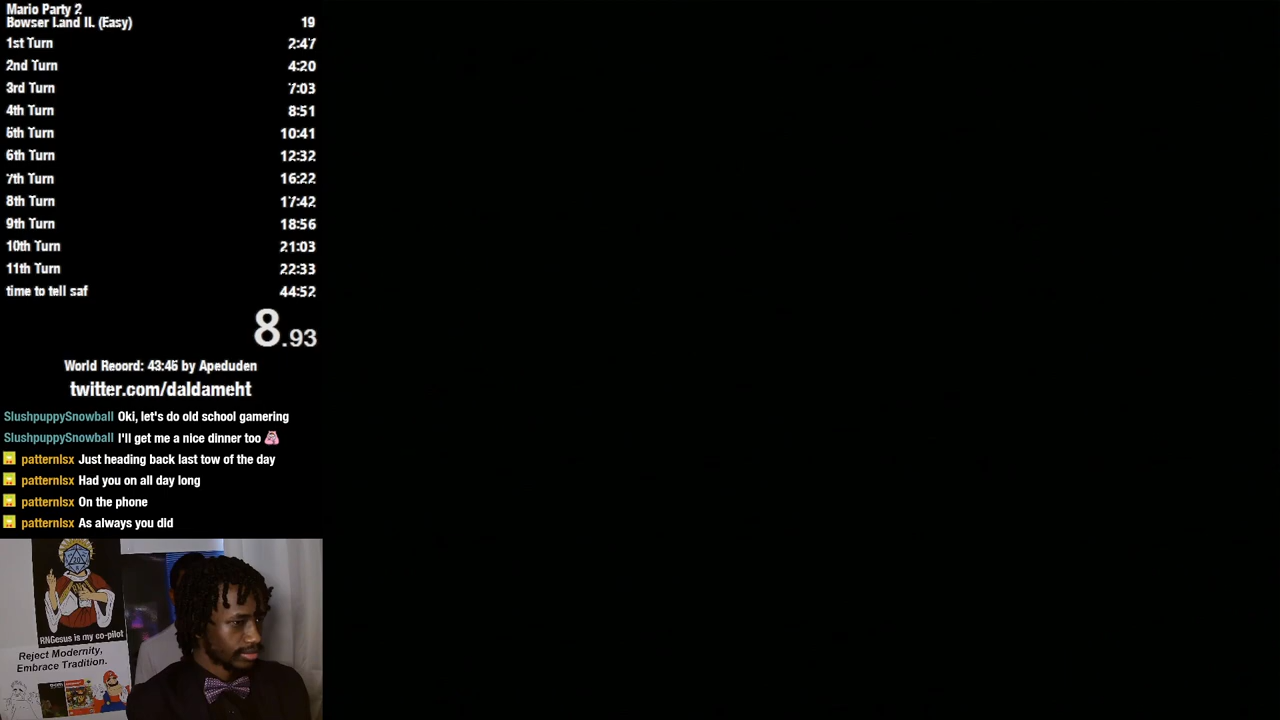 Mario Party 2
Bowser Land II. (Easy) 19
1st Turn 2:47
2nd Turn 4:20
3rd Turn 7:03
4th Turn 8:51
5th Turn 10:41
6th Turn 12:32
7th Turn 16:22
8th Turn 17:42
9th Turn 18:56
10th Turn 21:03
11th Turn 22:33
time to tell saf 44:52
8.93
World Record: 43:45 by Apeduden
twitter.com/daldameht
SlushpuppySnowball Oki, let's do old school gamering
SlushpuppySnowball I'll get me a nice dinner too
patternlsx Just heading back last tow of the day
patternlsx Had you on all day long
patternlsx On the phone
patternlsx As always you did
RNGesus is my co-pilot
Reject Modernity,
Embrace Tradition.